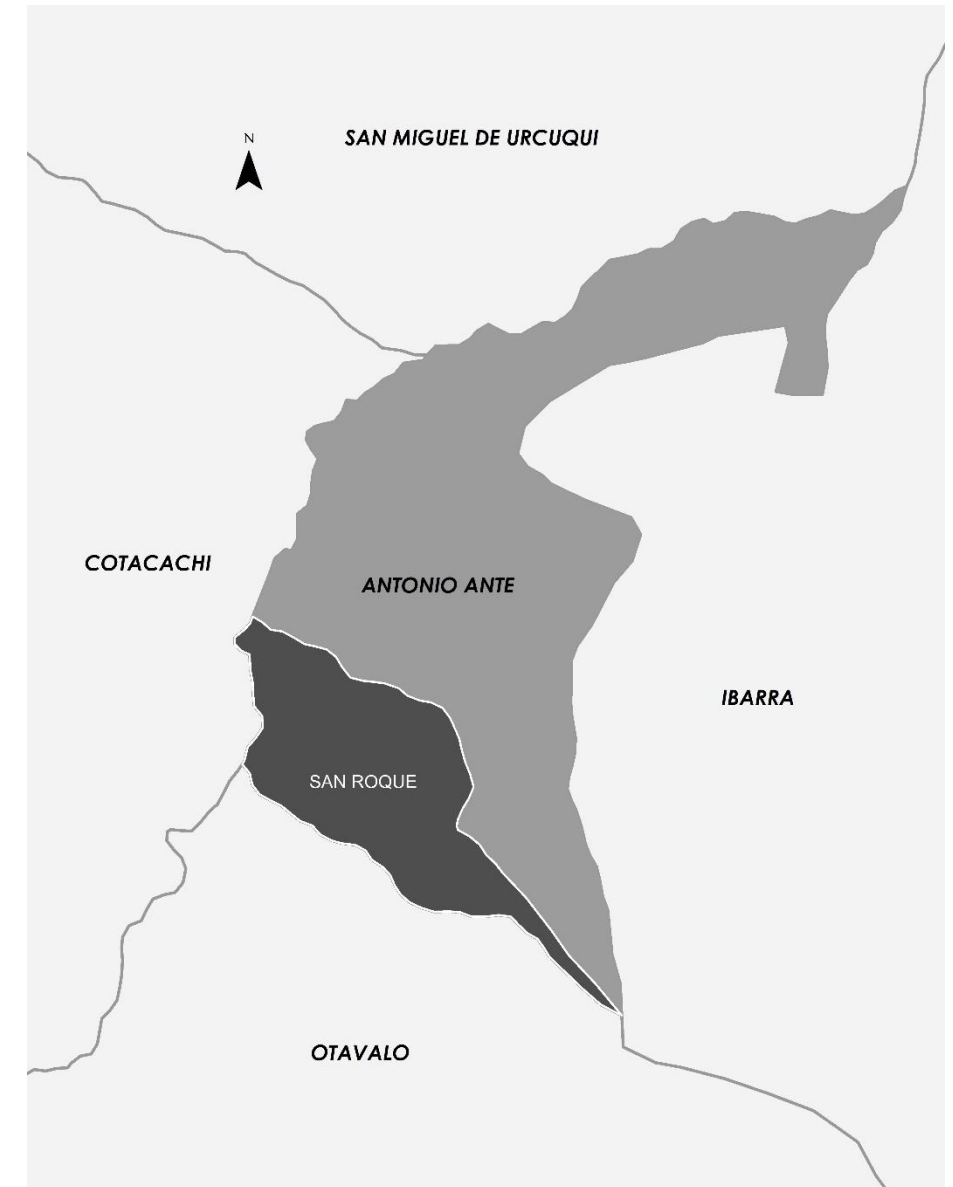 N
SAN MIGUEL DE URCUQUI
COTACACHI
ANTONIO ANTE
IBARRA
SAN ROQUE
OTAVALO